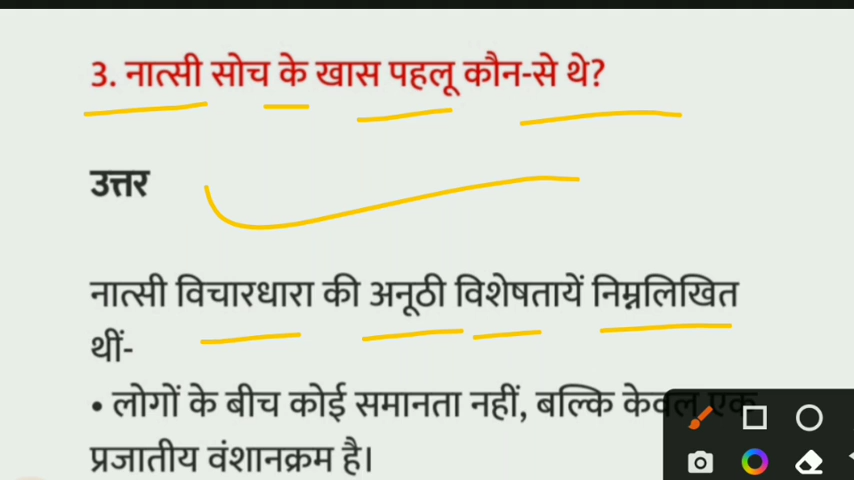 3. नात्सी सोच के खास पहलू कौन-से थे?
उत्तर
नात्सी विचारधारा की अनूठी विशेषतायें निम्नलिखित
थीं-
• लोगों के बीच कोई समानता नहीं, बल्कि केवल एक
प्रजातीय वंशानक्रम है।